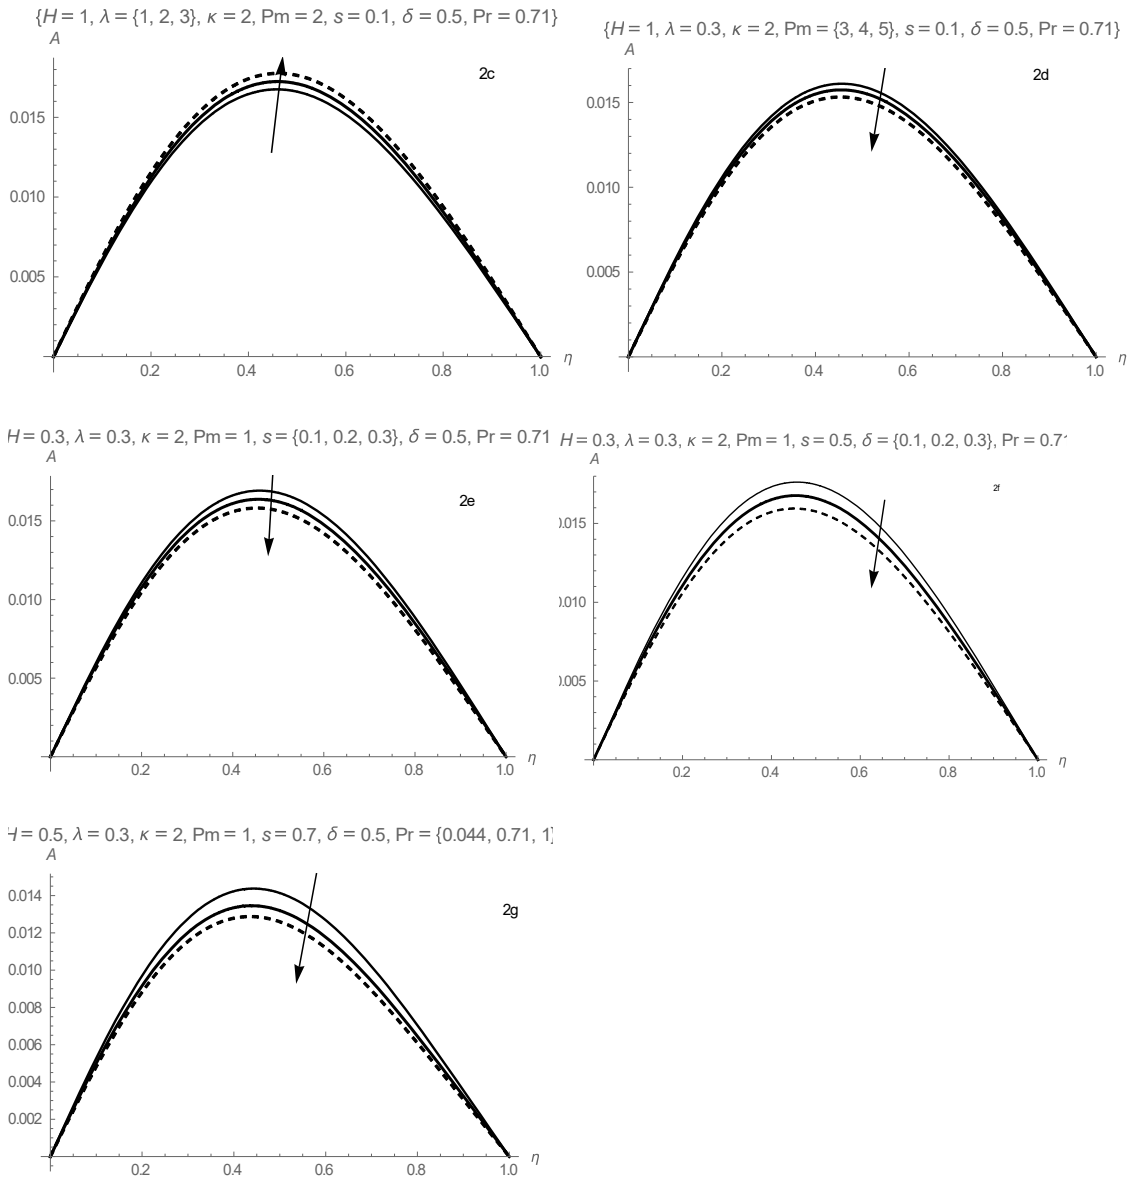 {H = 1, λ = {1, 2, 3}, κ = 2, Pm = 2, s = 0.1, δ = 0.5, Pr = 0.71}
A
2c
0.015
0.010
0.005
0.2 0.4 0.6 0.8 1.0 η
{H = 1, λ = 0.3, κ = 2, Pm = {3, 4, 5}, s = 0.1, δ = 0.5, Pr = 0.71}
A
2d
0.015
0.010
0.005
0.2 0.4 0.6 0.8 1.0 η
H = 0.3, λ = 0.3, κ = 2, Pm = 1, s = {0.1, 0.2, 0.3}, δ = 0.5, Pr = 0.71
A
2e
0.015
0.010
0.005
0.2 0.4 0.6 0.8 1.0 η
H = 0.3, λ = 0.3, κ = 2, Pm = 1, s = 0.5, δ = {0.1, 0.2, 0.3}, Pr = 0.7
A
2f
0.015
0.010
0.005
0.2 0.4 0.6 0.8 1.0 η
H = 0.5, λ = 0.3, κ = 2, Pm = 1, s = 0.7, δ = 0.5, Pr = {0.044, 0.71, 1}
A
2g
0.014
0.012
0.010
0.008
0.006
0.004
0.002
0.2 0.4 0.6 0.8 1.0 η